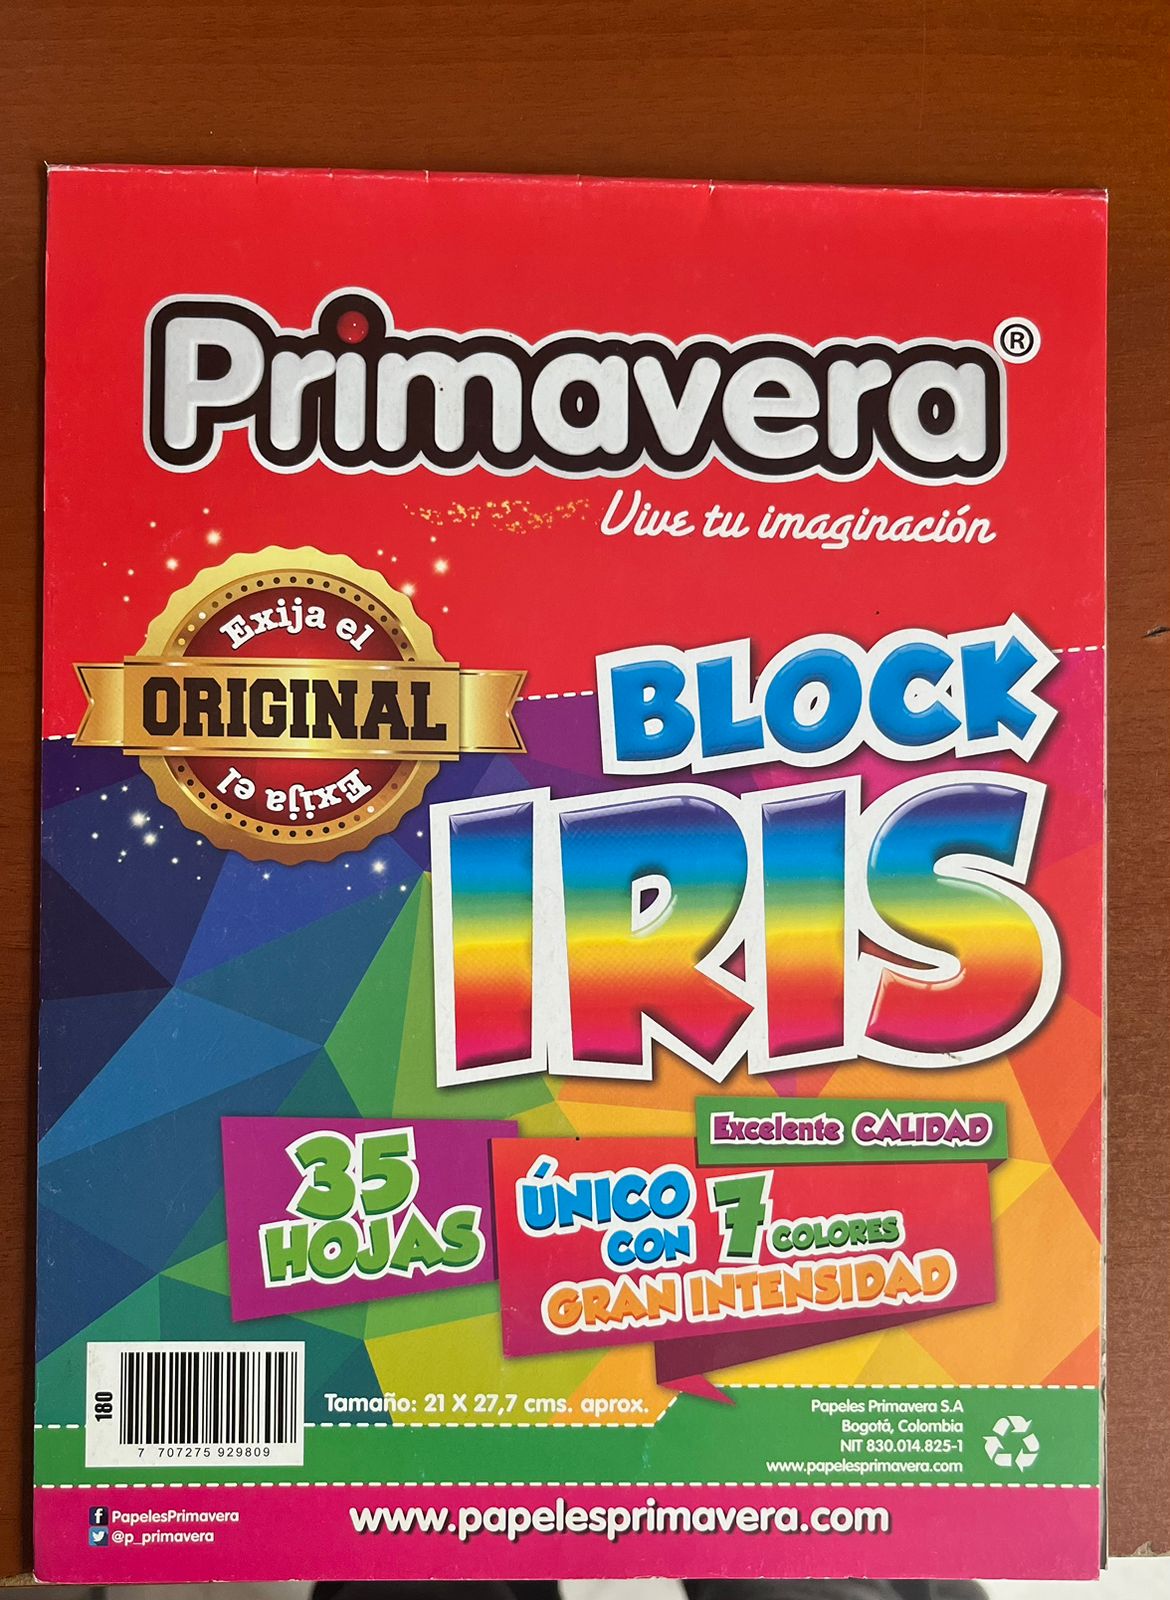 Primavera®
Vive tu imaginación
Exija el
ORIGINAL
Exija el
BLOCK
IRIS
Excelente CALIDAD
35
HOJAS
ÚNICO
CON 7 COLORES
GRAN INTENSIDAD
180
7 707275 929809
Tamaño: 21 X 27,7 cms. aprox.
Papeles Primavera S.A
Bogotá, Colombia
NIT 830.014.825-1
www.papelesprimavera.com
PapelesPrimavera
@p_primavera
www.papelesprimavera.com